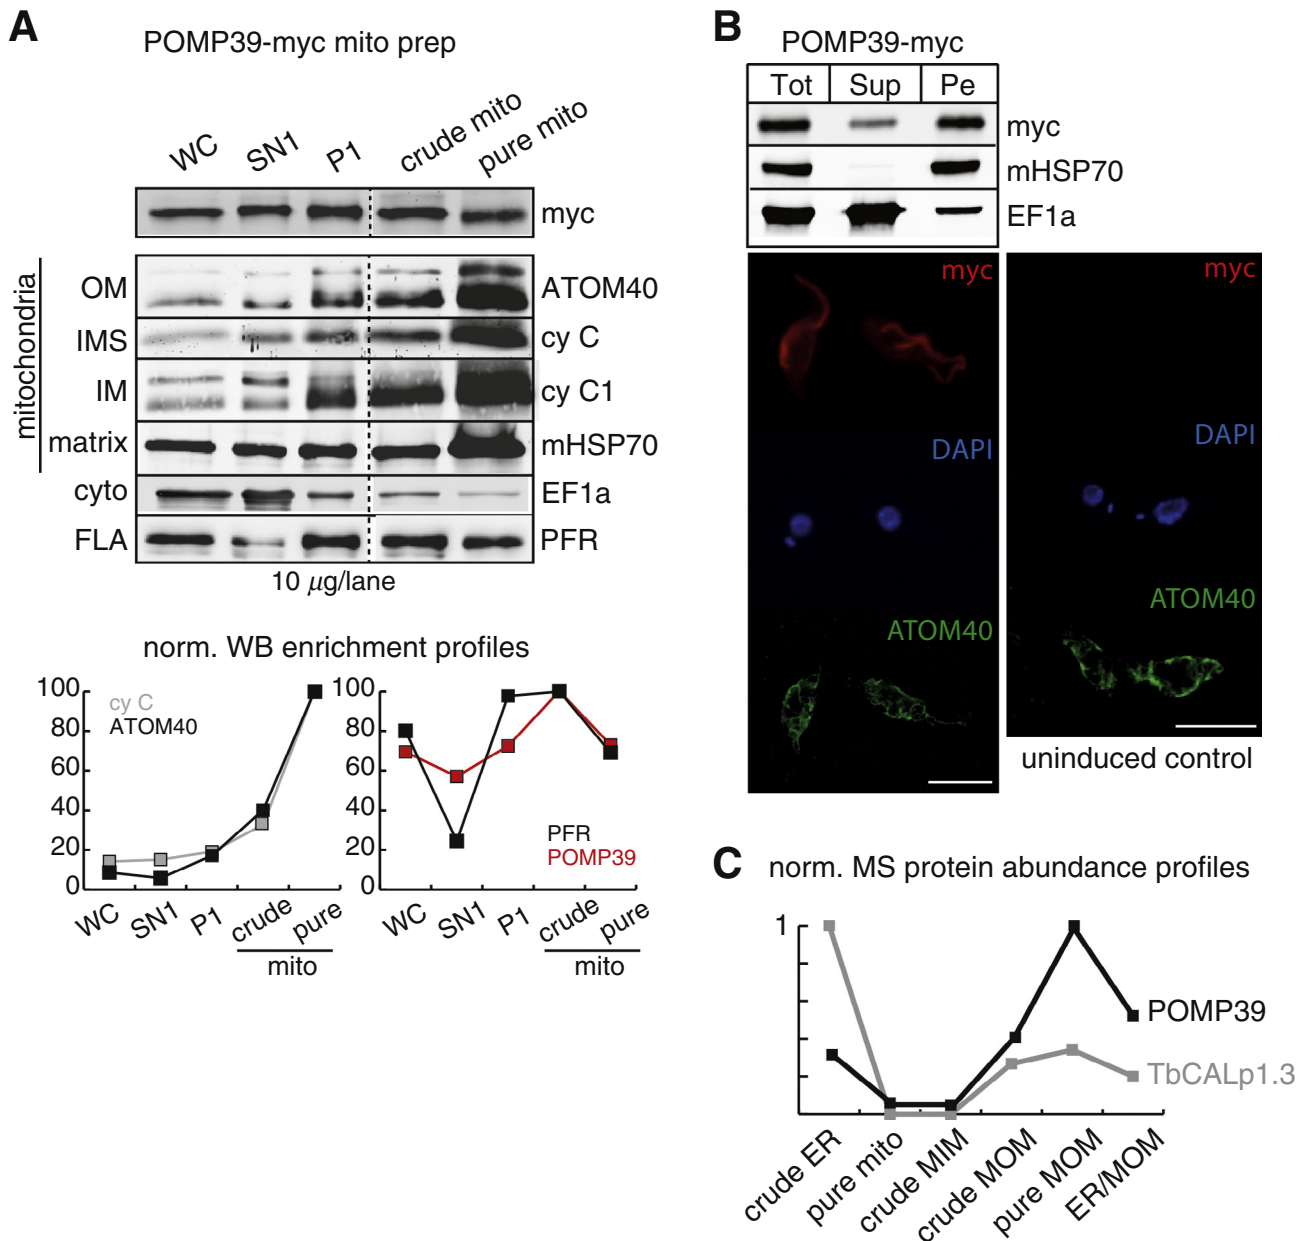 A
POMP39-myc mito prep
WC SN1 P1 crude mito pure mito
myc
mitochondria
OM ATOM40
IMS cy C
IM cy C1
matrix mHSP70
cyto EF1a
FLA PFR
10 μg/lane
norm. WB enrichment profiles
100
80
60
40
20
0
cy C
ATOM40
WC SN1 P1 crude pure
mito
100
80
60
40
20
0
PFR
POMP39
WC SN1 P1 crude pure
mito
B
POMP39-myc
Tot Sup Pe
myc
mHSP70
EF1a
myc
DAPI
ATOM40
myc
DAPI
ATOM40
uninduced control
C norm. MS protein abundance profiles
1
POMP39
TbCALp1.3
crude ER pure mito crude MIM crude MOM pure MOM ER/MOM